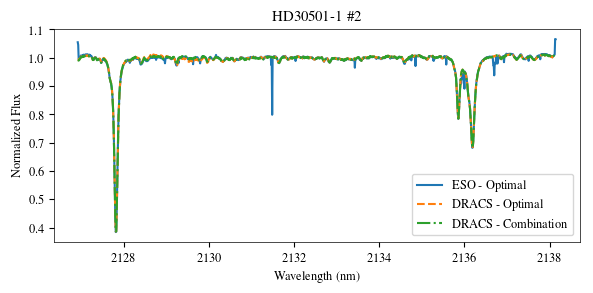 HD30501-1 #2
1.1
1.0
0.9
0.8
0.7
0.6
0.5
0.4
Normalized Flux
ESO - Optimal
DRACS - Optimal
DRACS - Combination
2128
2130
2132
2134
2136
2138
Wavelength (nm)